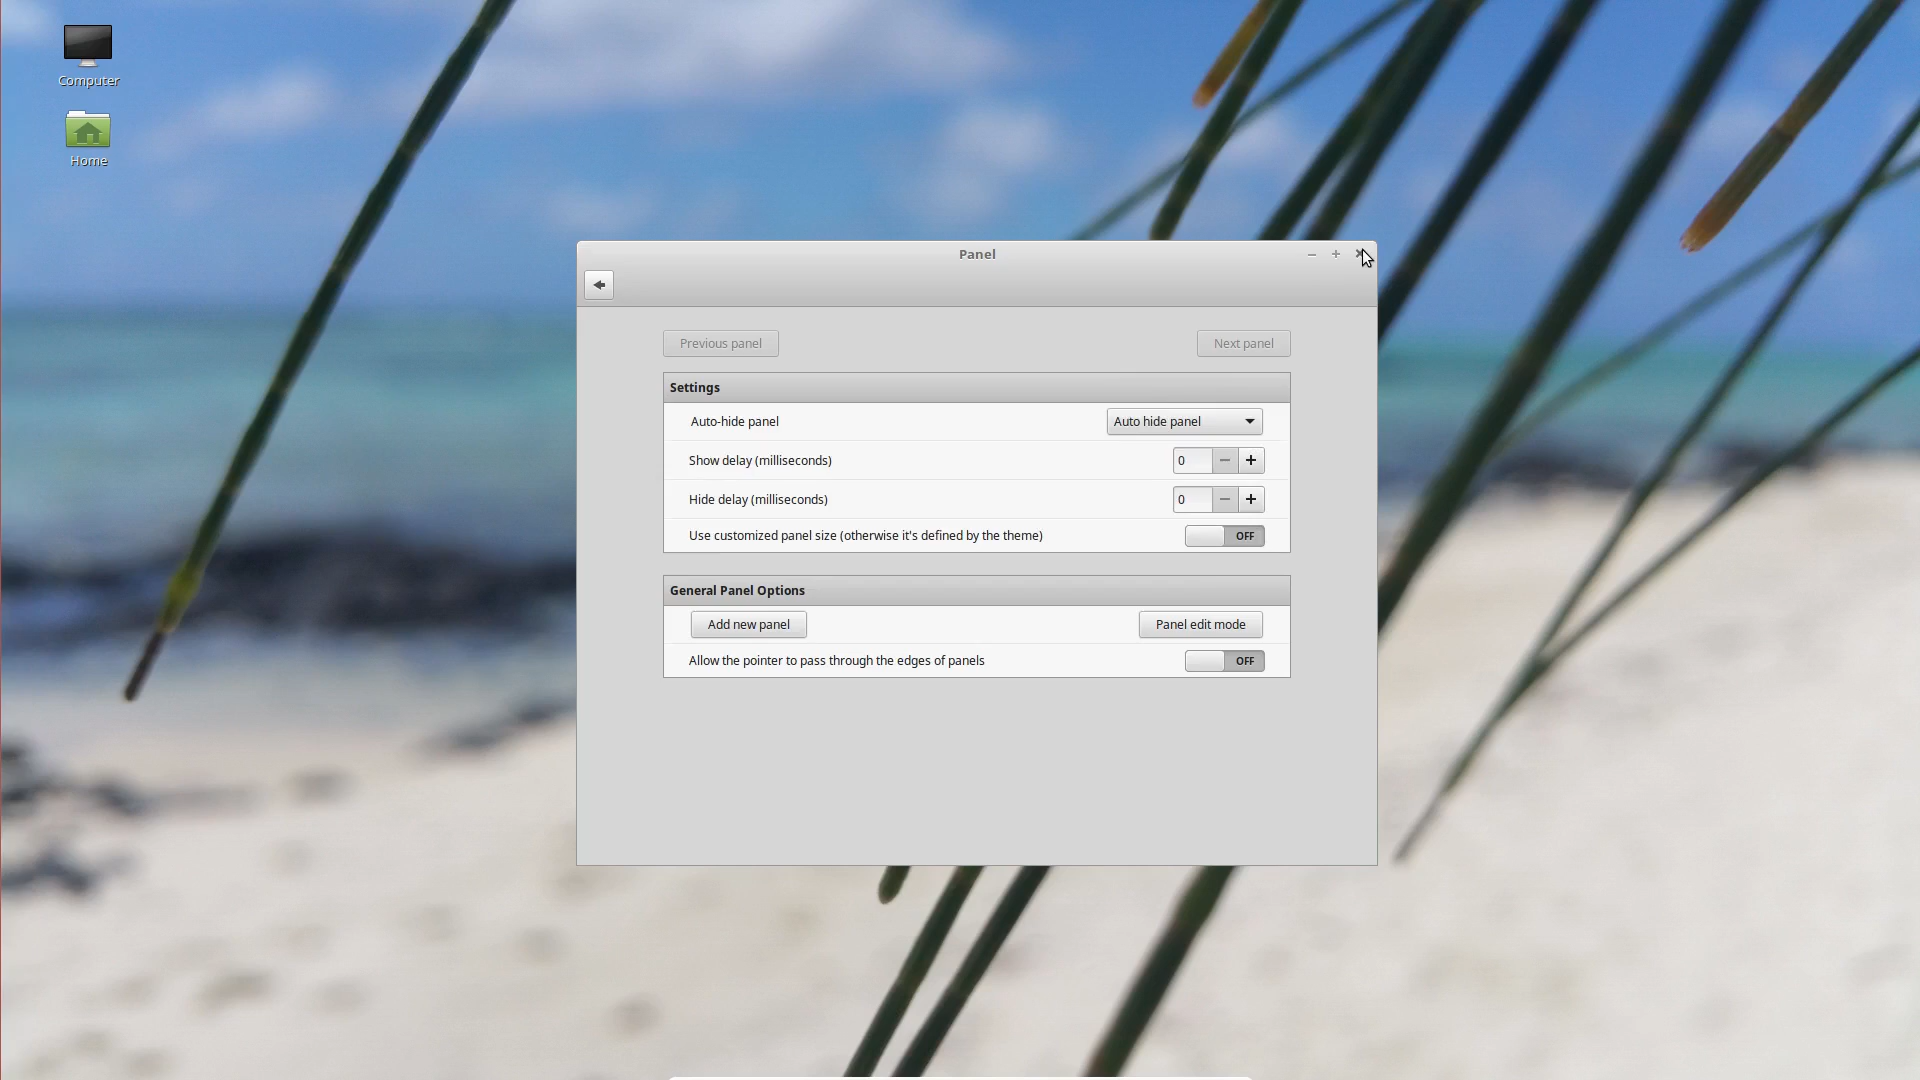 Computer
Home
Panel
Previous panel
Next panel
Settings
Auto-hide panel
Auto hide panel
Show delay (milliseconds)
0
Hide delay (milliseconds)
0
Use customized panel size (otherwise it's defined by the theme)
OFF
General Panel Options
Add new panel
Panel edit mode
Allow the pointer to pass through the edges of panels
OFF